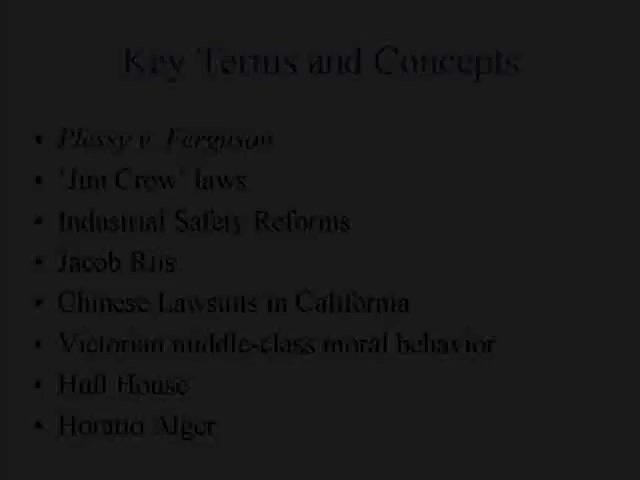 Key Terms and Concepts
• Plessy v. Ferguson
• 'Jim Crow' laws
• Industrial Safety Reforms
• Jacob Riis
• Chinese Lawsuits in California
• Victorian middle-class moral behavior
• Hull House
• Horatio Alger